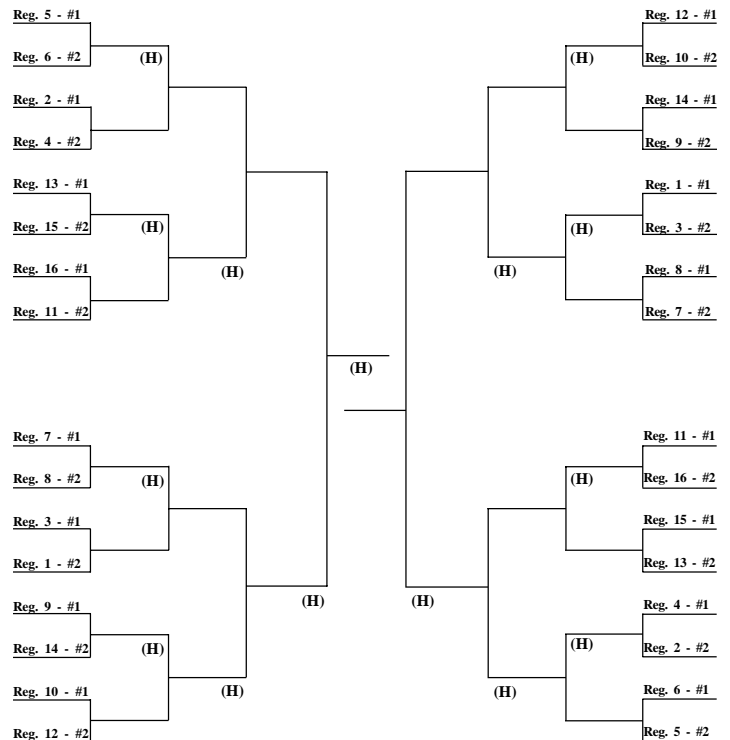 Reg. 5 - #1
Reg. 6 - #2
(H)
Reg. 2 - #1
Reg. 4 - #2
Reg. 13 - #1
Reg. 15 - #2
(H)
Reg. 16 - #1
(H)
Reg. 11 - #2
(H)
Reg. 7 - #1
Reg. 8 - #2
(H)
Reg. 3 - #1
Reg. 1 - #2
(H)
Reg. 9 - #1
Reg. 14 - #2
(H)
Reg. 10 - #1
(H)
Reg. 12 - #2
Reg. 12 - #1
(H)
Reg. 10 - #2
Reg. 14 - #1
Reg. 9 - #2
Reg. 1 - #1
(H)
Reg. 3 - #2
(H)
Reg. 8 - #1
Reg. 7 - #2
Reg. 11 - #1
(H)
Reg. 16 - #2
Reg. 15 - #1
Reg. 13 - #2
(H)
Reg. 4 - #1
(H)
Reg. 2 - #2
(H)
Reg. 6 - #1
Reg. 5 - #2